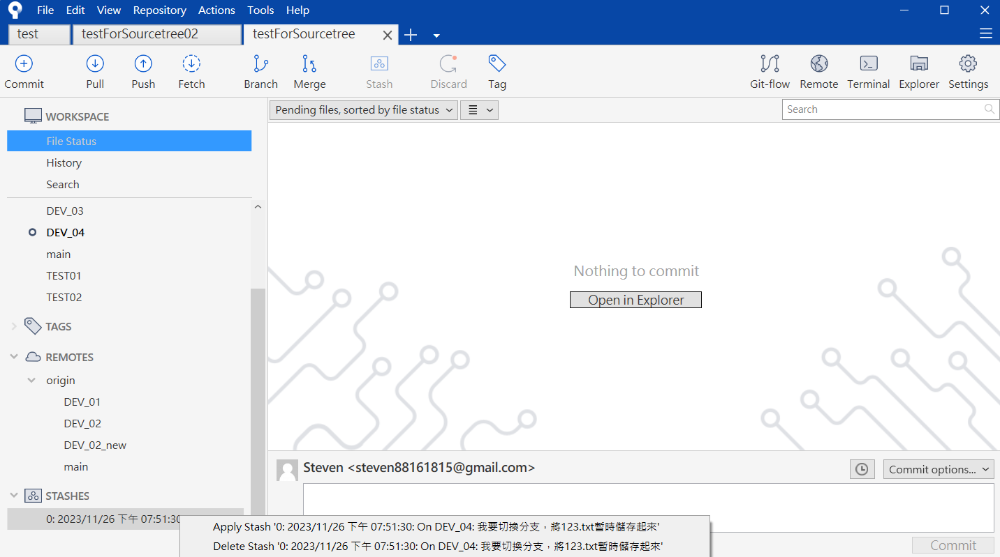 File Edit View Repository Actions Tools Help
test testForSourcetree02 testForSourcetree
Commit Pull Push Fetch Branch Merge Stash Discard Tag Git-flow Remote Terminal Explorer Settings
WORKSPACE
File Status
History
Search
DEV_03
DEV_04
main
TEST01
TEST02
TAGS
REMOTES
origin
DEV_01
DEV_02
DEV_02_new
main
STASHES
0: 2023/11/26 下午 07:51:30
Pending files, sorted by file status
Search
Nothing to commit
Open in Explorer
Steven <steven88161815@gmail.com>
Commit options...
Apply Stash '0: 2023/11/26 下午 07:51:30: On DEV_04: 我要切換分支，將123.txt暫時儲存起來'
Delete Stash '0: 2023/11/26 下午 07:51:30: On DEV_04: 我要切換分支，將123.txt暫時儲存起來'
Commit